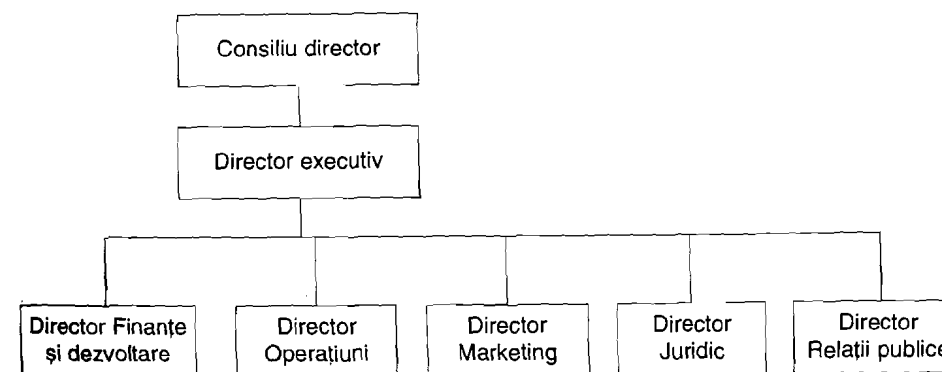 Consiliu director
Director executiv
Director Finanțe
și dezvoltare
Director
Operațiuni
Director
Marketing
Director
Juridic
Director
Relații publice